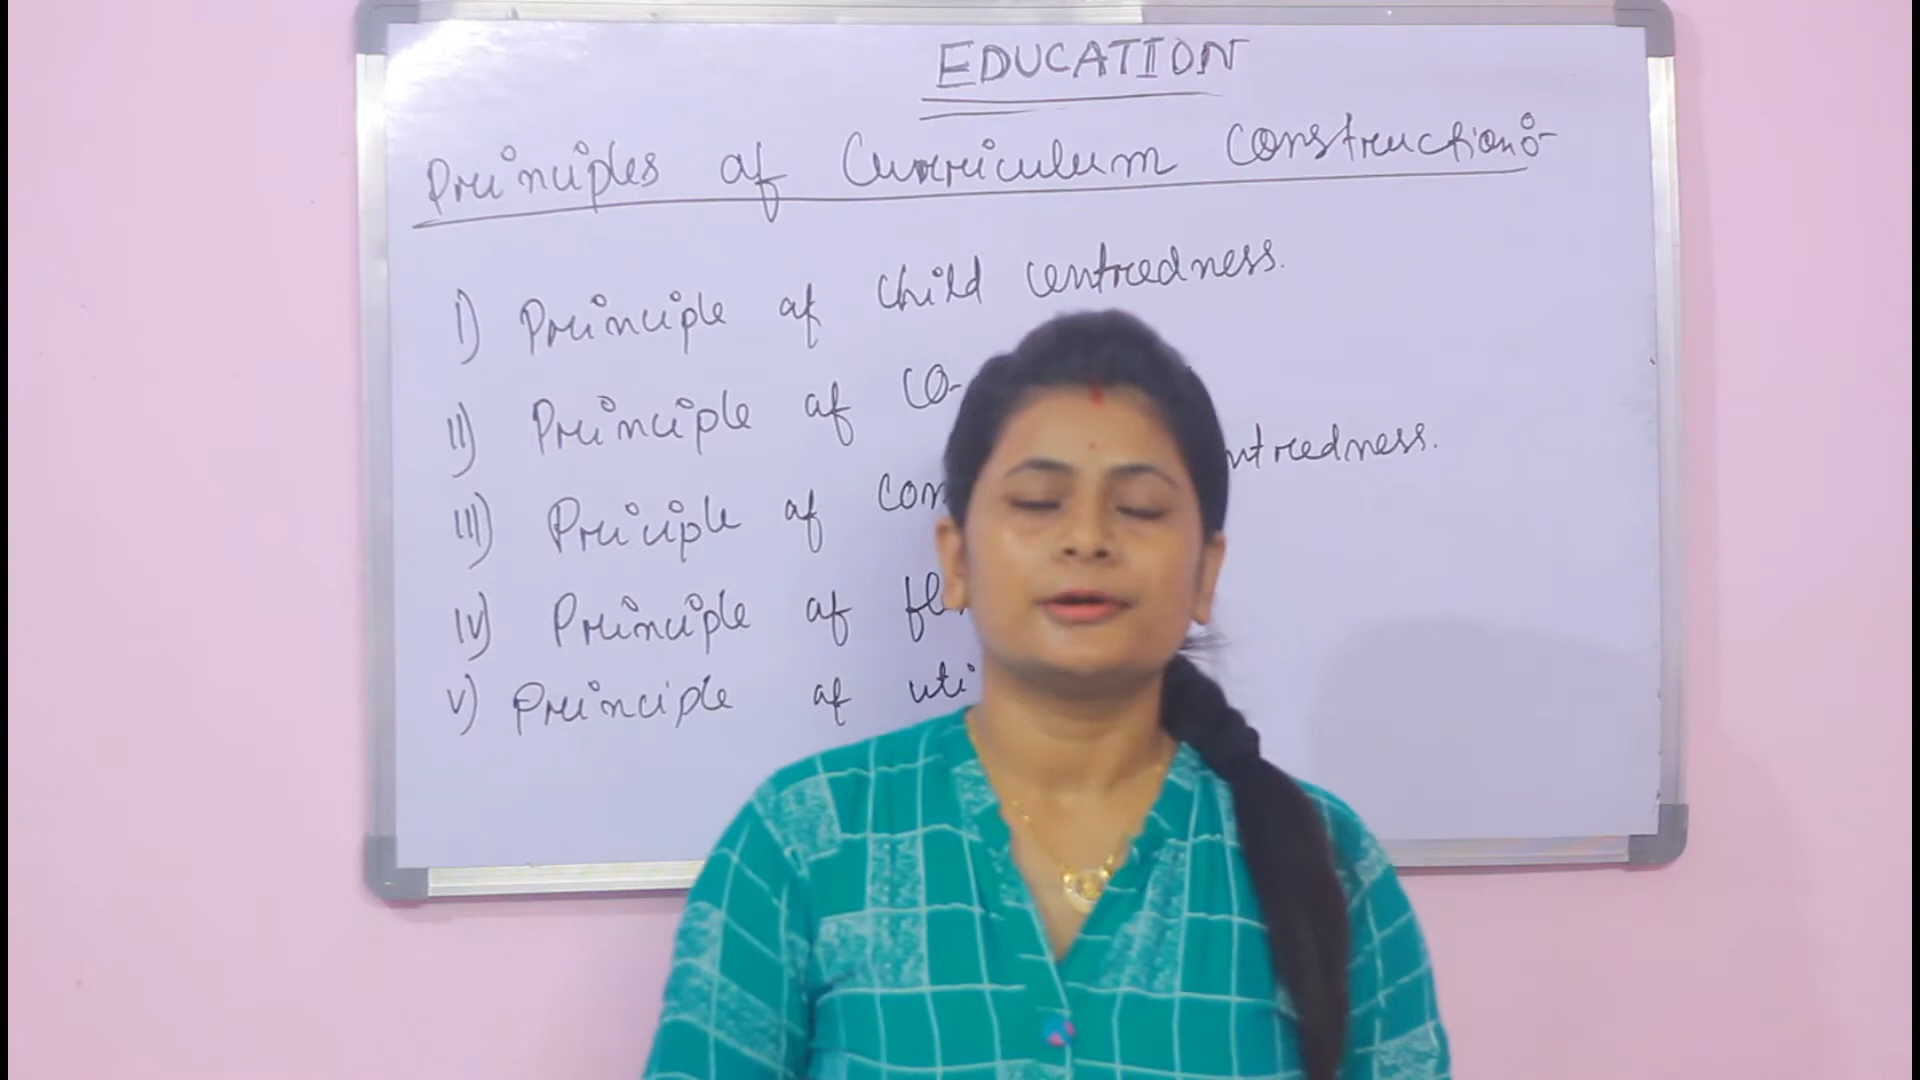 EDUCATION
Principles of Curriculum Construction:-
I) Principle of child centredness.
II) Principle of co-
III) Priciple of com ntredness.
IV) Principle of fle
V) Principle of uti